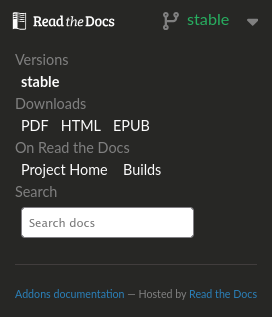 Read the Docs stable
Versions
stable
Downloads
PDF HTML EPUB
On Read the Docs
Project Home Builds
Search
Search docs
Addons documentation — Hosted by Read the Docs